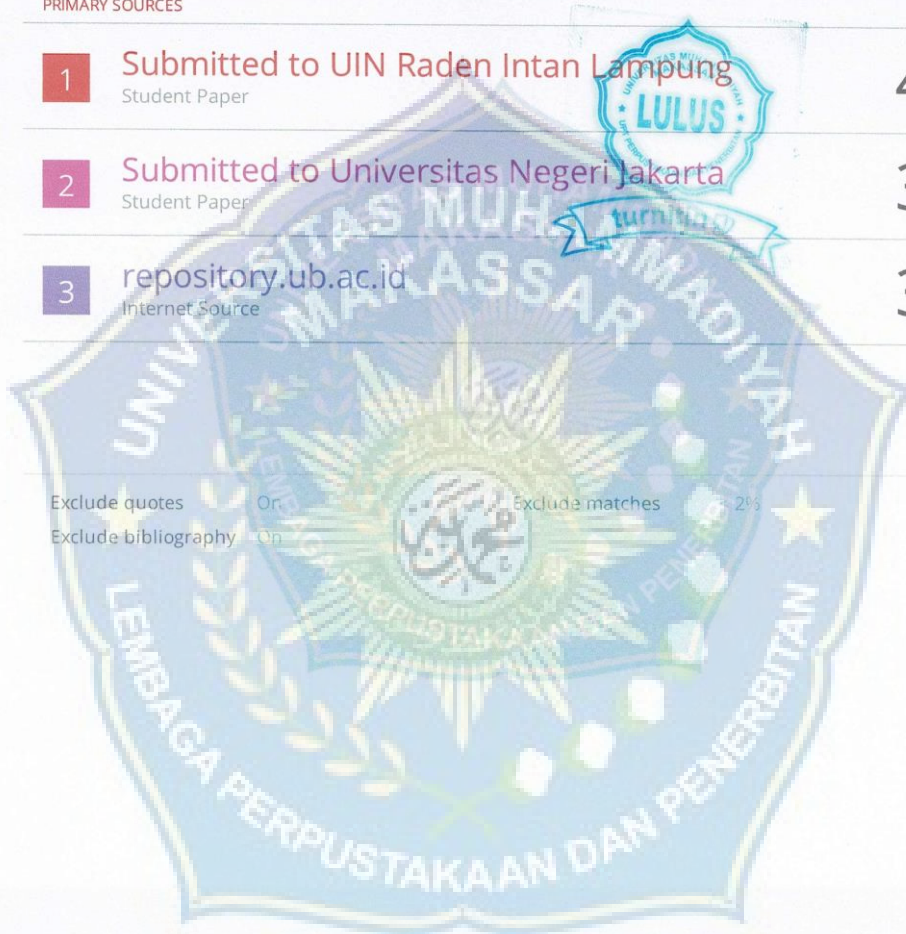 PRIMARY SOURCES
1 Submitted to UIN Raden Intan Lampung
Student Paper
2 Submitted to Universitas Negeri Jakarta
Student Paper
3 repository.ub.ac.id
Internet Source
LULUS
turnitin
Exclude quotes On
Exclude matches 2%
Exclude bibliography On
UNIVERSITAS MUHAMMADIYAH
MAKASSAR
LEMBAGA PERPUSTAKAAN DAN PENERBITAN